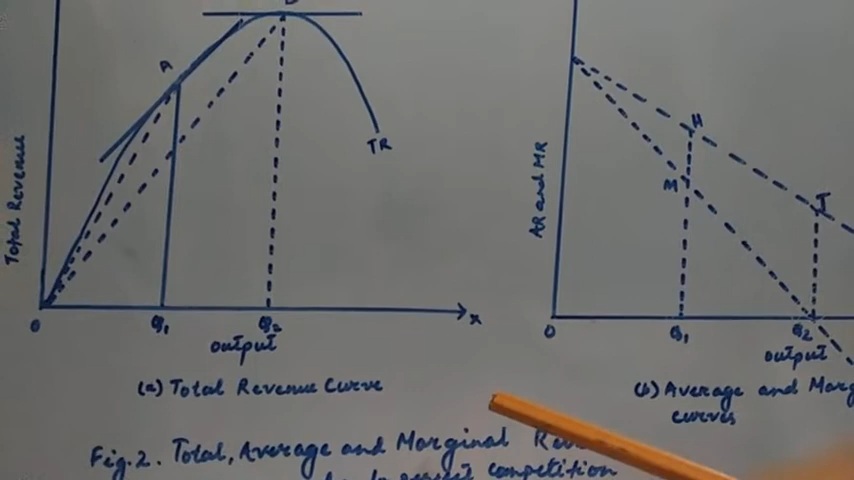 Total Revenue
A
TR
0
Q1
Q2
x
output
(a) Total Revenue Curve
AR and MR
M
0
Q1
Q2
output
(b) Average and Marg
curves
Fig.2. Total, Average and Marginal
competition